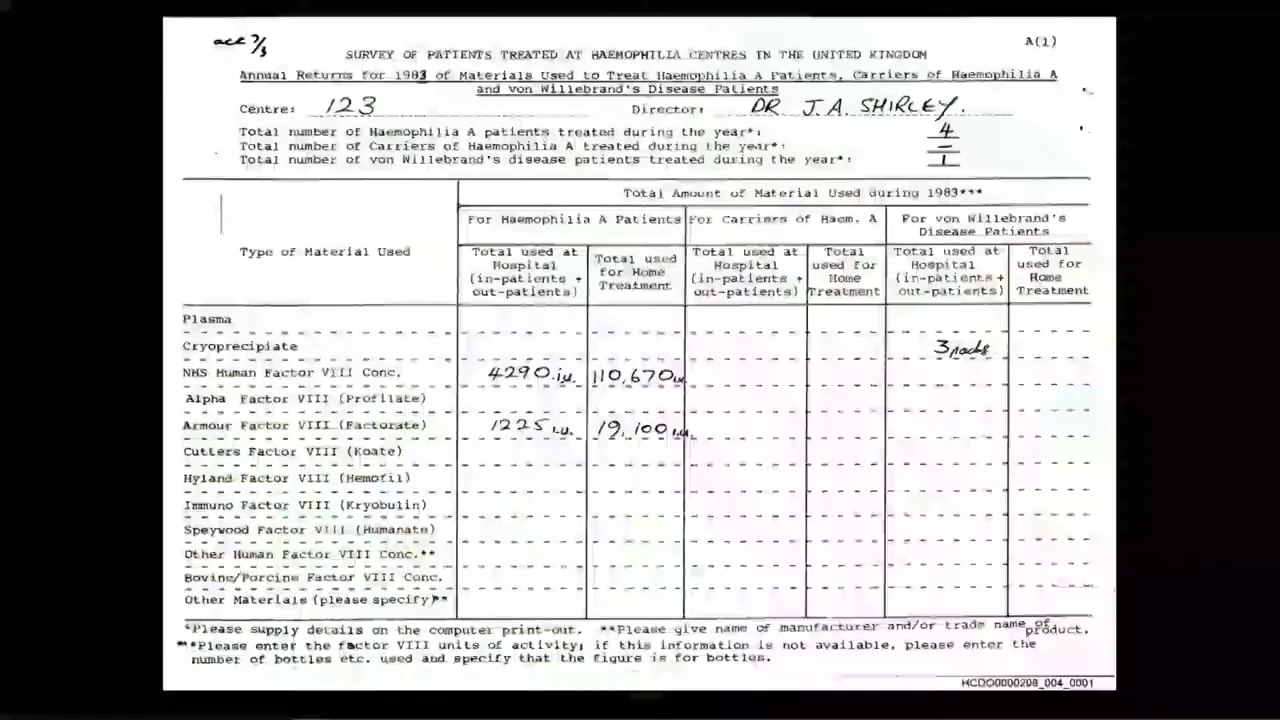 ack 7/3
A(1)
SURVEY OF PATIENTS TREATED AT HAEMOPHILIA CENTRES IN THE UNITED KINGDOM
Annual Returns for 1983 of Materials Used to Treat Haemophilia A Patients, Carriers of Haemophilia A
and von Willebrand's Disease Patients
Centre: 123 Director: DR J.A. SHIRLEY.
Total number of Haemophilia A patients treated during the year*: 4
Total number of Carriers of Haemophilia A treated during the year*: –
Total number of von Willebrand's disease patients treated during the year*: 1
Total Amount of Material Used during 1983***
For Haemophilia A Patients For Carriers of Haem. A For von Willebrand's
Disease Patients
Type of Material Used
Total used at
Hospital
(in-patients +
out-patients)
Total used
for Home
Treatment
Total used at
Hospital
(in-patients +
out-patients)
Total
used for
Home
Treatment
Total used at
Hospital
(in-patients +
out-patients)
Total
used for
Home
Treatment
Plasma
Cryoprecipiate 3 packs
NHS Human Factor VIII Conc. 4290 i.u. 110,670 i.u.
Alpha Factor VIII (Profilate)
Armour Factor VIII (Factorate) 1225 i.u. 19,100 i.u.
Cutters Factor VIII (Koate)
Hyland Factor VIII (Hemofil)
Immuno Factor VIII (Kryobulin)
Speywood Factor VIII (Humanate)
Other Human Factor VIII Conc.**
Bovine/Porcine Factor VIII Conc.
Other Materials (please specify)**
*Please supply details on the computer print-out. **Please give name of manufacturer and/or trade name of product.
***Please enter the factor VIII units of activity; if this information is not available, please enter the
number of bottles etc. used and specify that the figure is for bottles.
HCDO0000208_004_0001